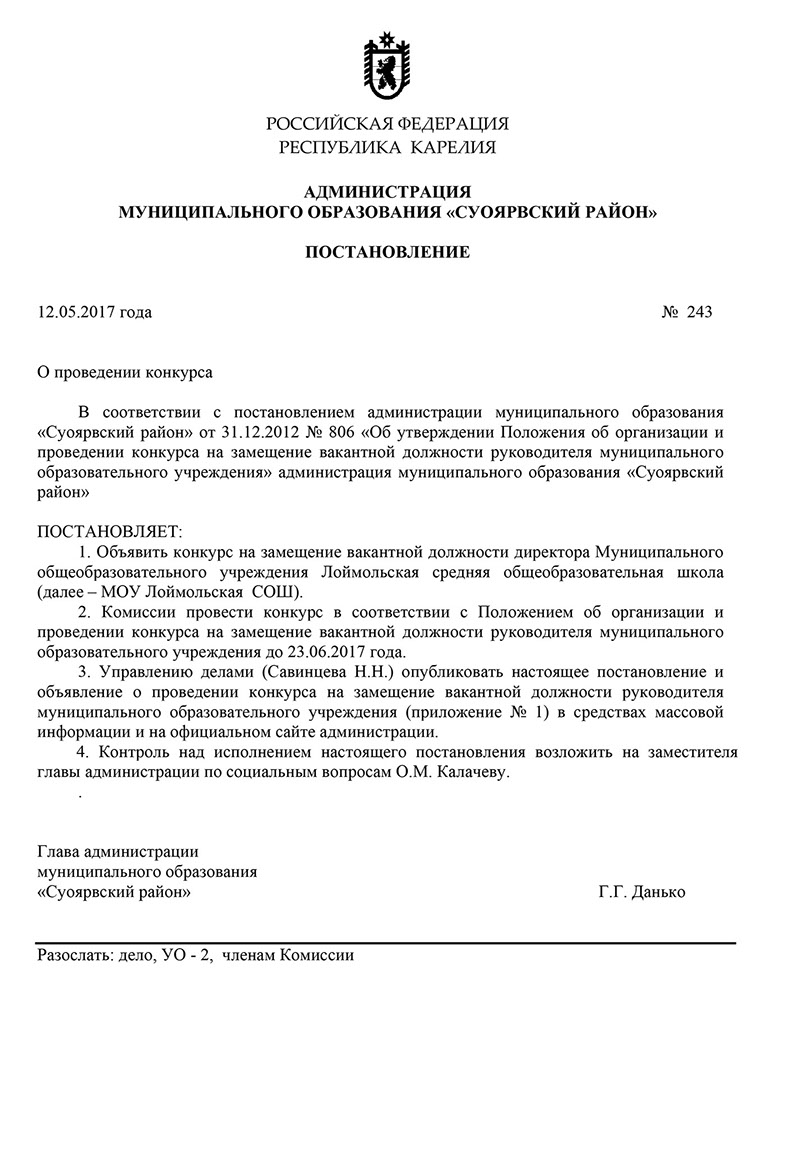 РОССИЙСКАЯ ФЕДЕРАЦИЯ
РЕСПУБЛИКА КАРЕЛИЯ
АДМИНИСТРАЦИЯ
МУНИЦИПАЛЬНОГО ОБРАЗОВАНИЯ «СУОЯРВСКИЙ РАЙОН»
ПОСТАНОВЛЕНИЕ
12.05.2017 года № 243
О проведении конкурса
В соответствии с постановлением администрации муниципального образования
«Суоярвский район» от 31.12.2012 № 806 «Об утверждении Положения об организации и
проведении конкурса на замещение вакантной должности руководителя муниципального
образовательного учреждения» администрация муниципального образования «Суоярвский
район»
ПОСТАНОВЛЯЕТ:
1. Объявить конкурс на замещение вакантной должности директора Муниципального
общеобразовательного учреждения Лоймольская средняя общеобразовательная школа
(далее – МОУ Лоймольская СОШ).
2. Комиссии провести конкурс в соответствии с Положением об организации и
проведении конкурса на замещение вакантной должности руководителя муниципального
образовательного учреждения до 23.06.2017 года.
3. Управлению делами (Савинцева Н.Н.) опубликовать настоящее постановление и
объявление о проведении конкурса на замещение вакантной должности руководителя
муниципального образовательного учреждения (приложение № 1) в средствах массовой
информации и на официальном сайте администрации.
4. Контроль над исполнением настоящего постановления возложить на заместителя
главы администрации по социальным вопросам О.М. Калачеву.
.
Глава администрации
муниципального образования
«Суоярвский район» Г.Г. Данько
Разослать: дело, УО - 2, членам Комиссии